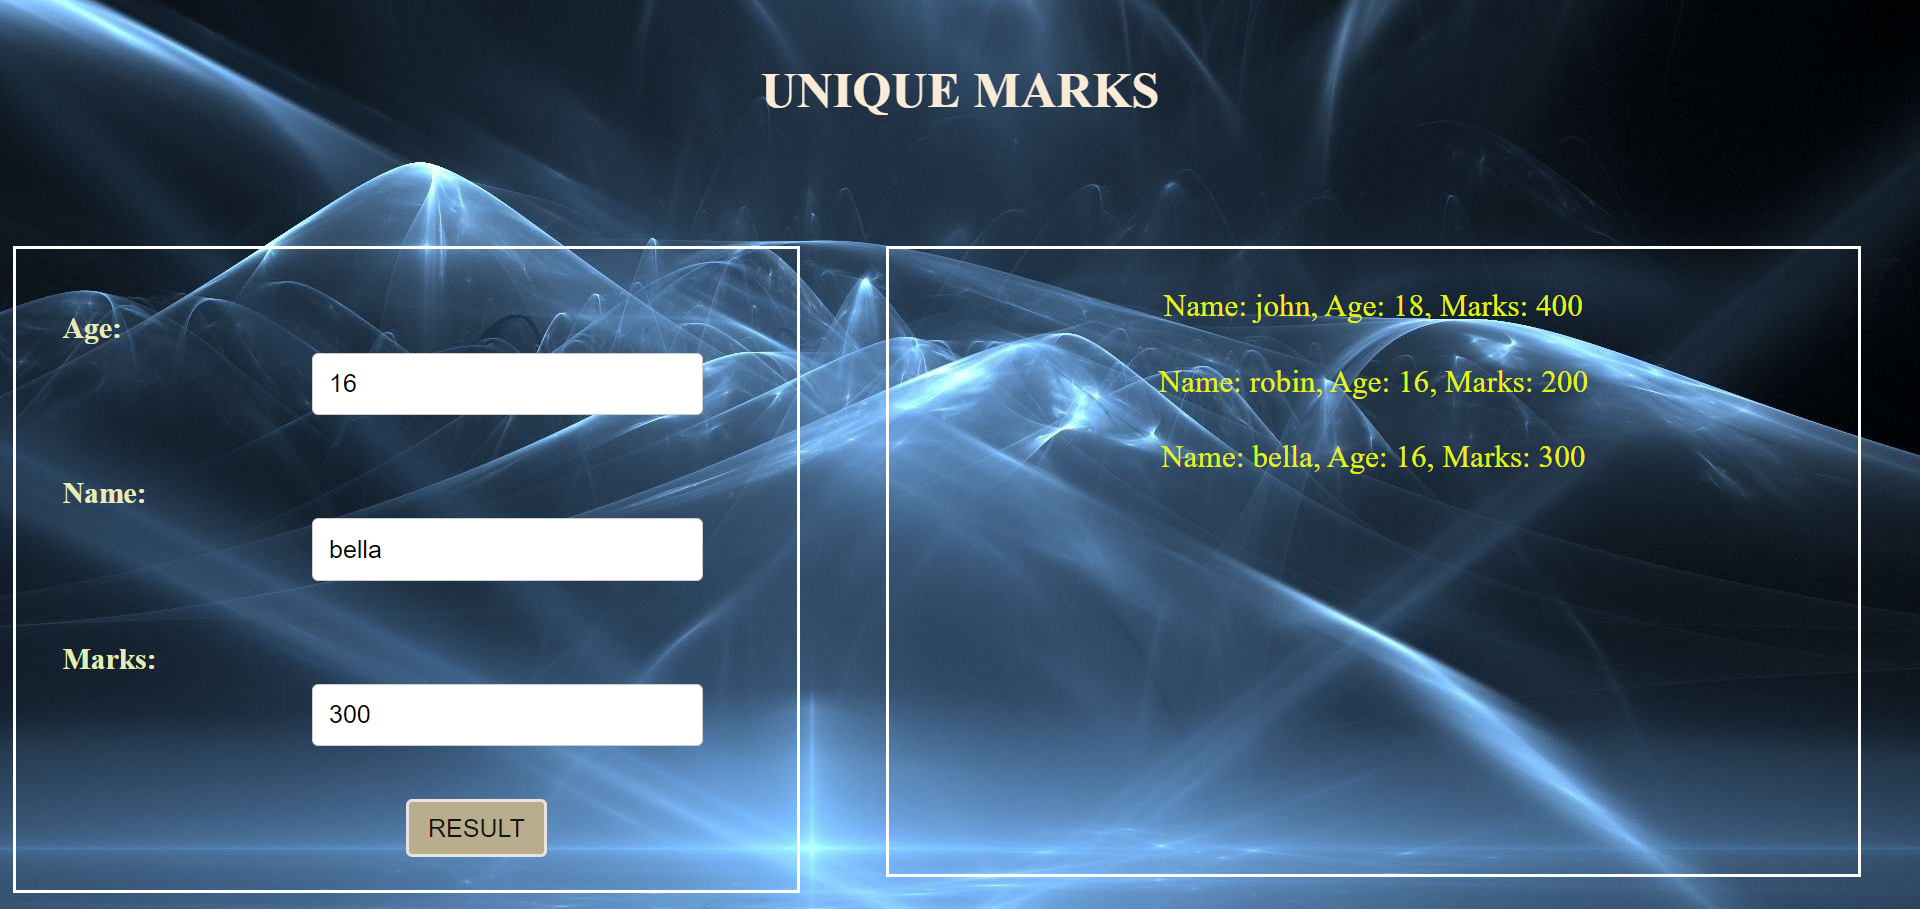 UNIQUE MARKS
Age:
16
Name:
bella
Marks:
300
RESULT
Name: john, Age: 18, Marks: 400
Name: robin, Age: 16, Marks: 200
Name: bella, Age: 16, Marks: 300